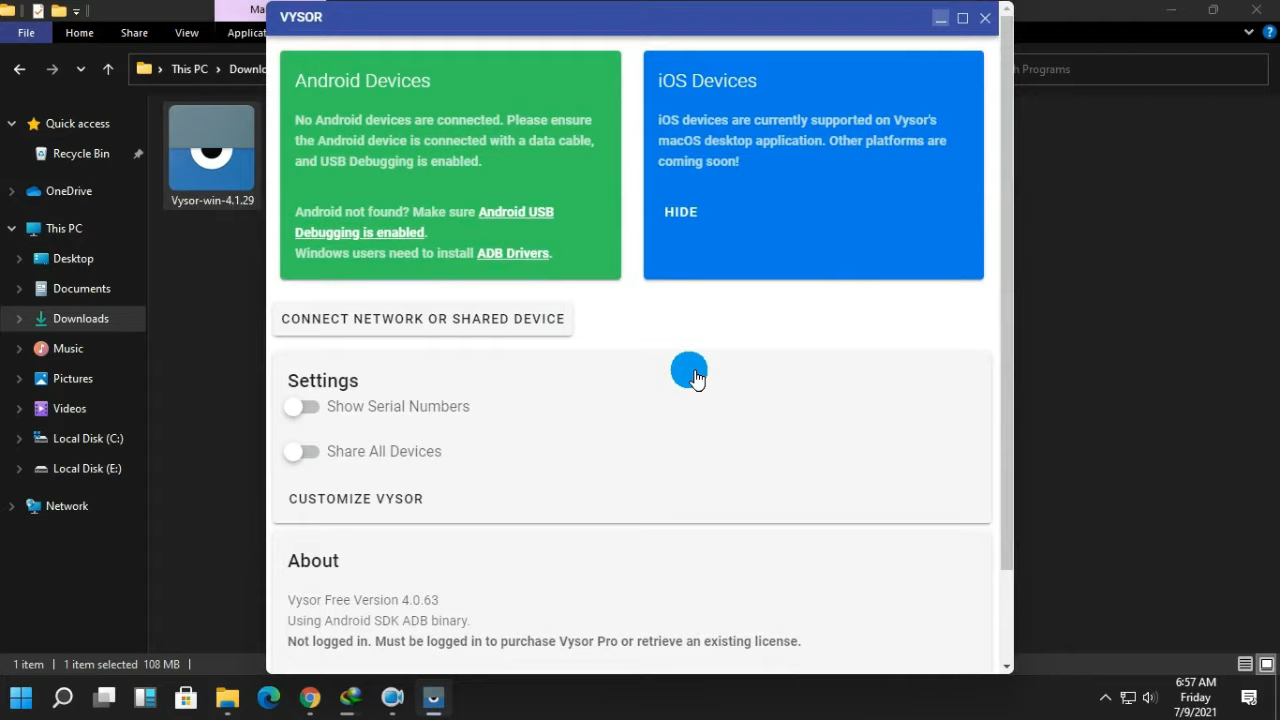 VYSOR
Ma
File
Home
Share
View
Applicat
This PC
Downlo
h Programs
Android Devices
No Android devices are connected. Please ensure
the Android device is connected with a data cable,
and USB Debugging is enabled.
Android not found? Make sure Android USB
Debugging is enabled.
Windows users need to install ADB Drivers.
iOS Devices
iOS devices are currently supported on Vysor's
macOS desktop application. Other platforms are
coming soon!
HIDE
Quick access
Recycle Bin
OneDrive
This PC
Desktop
Documents
Downloads
Music
Pictures
Videos
Local Disk (C:)
Local Disk (E:)
Network
Vysor-win-4.1.29
CONNECT NETWORK OR SHARED DEVICE
Settings
Show Serial Numbers
Share All Devices
CUSTOMIZE VYSOR
About
Vysor Free Version 4.0.63
Using Android SDK ADB binary.
Not logged in. Must be logged in to purchase Vysor Pro or retrieve an existing license.
1 item
1 item selected 108 MB
6:57 AM
Friday
7/9/2021